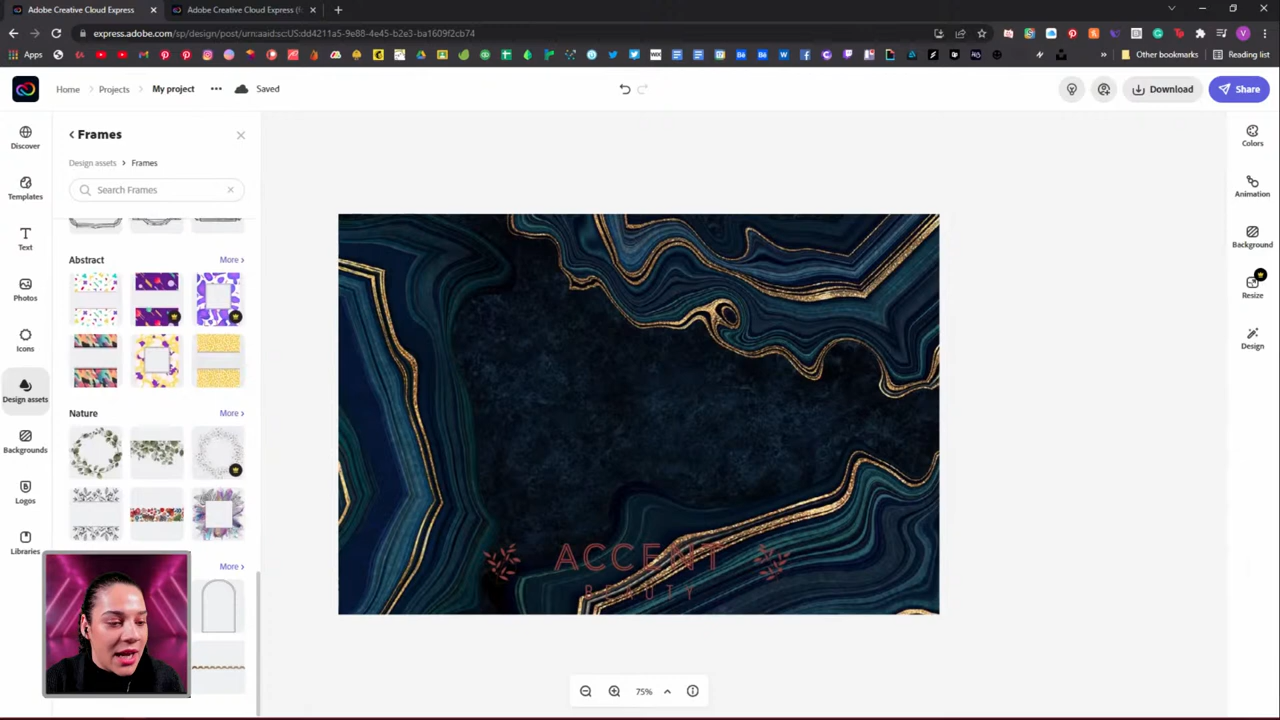 Adobe Creative Cloud Express
Adobe Creative Cloud Express (
express.adobe.com/sp/design/post/urn:aaid:sc:US:dd4211a5-9e88-4e45-b2e3-ba1609f2cb74
Apps
Other bookmarks
Reading list
Home
Projects
My project
Saved
Download
Share
Discover
Templates
Text
Photos
Icons
Design assets
Backgrounds
Logos
Libraries
Frames
Design assets > Frames
Search Frames
Abstract
More >
Nature
More >
More >
ACCENT
BEAUTY
75%
Colors
Animation
Background
Resize
Design